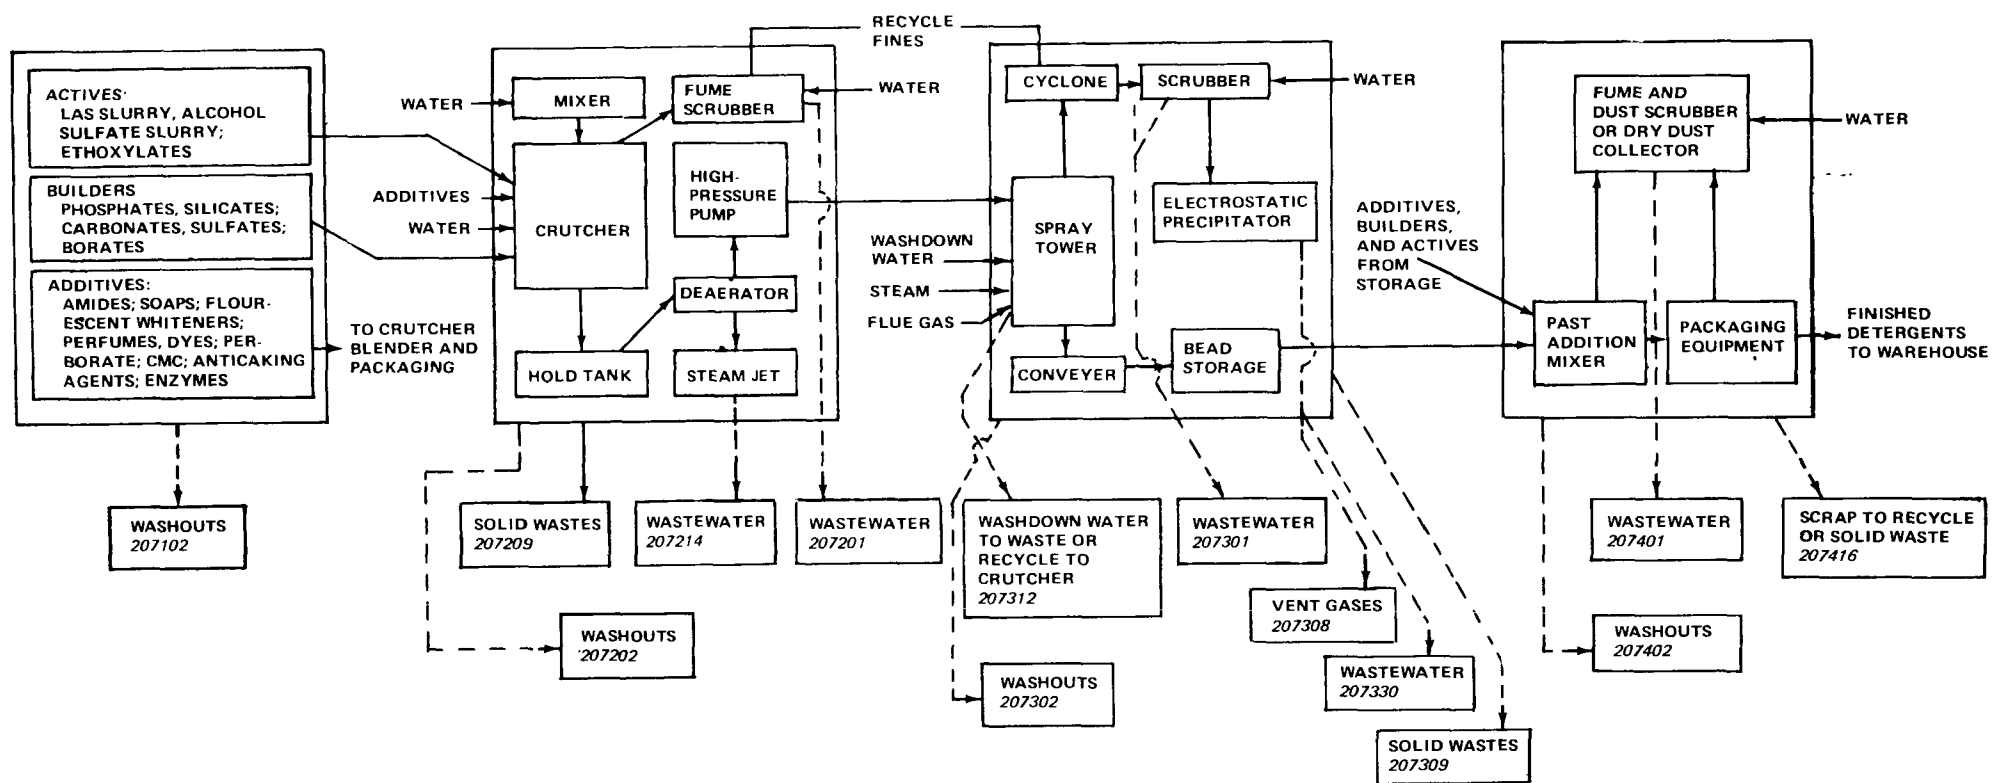 ACTIVES:
LAS SLURRY, ALCOHOL
SULFATE SLURRY;
ETHOXYLATES
BUILDERS
PHOSPHATES, SILICATES;
CARBONATES, SULFATES;
BORATES
ADDITIVES:
AMIDES; SOAPS; FLOUR-
ESCENT WHITENERS;
PERFUMES, DYES; PER-
BORATE; CMC; ANTICAKING
AGENTS; ENZYMES
TO CRUTCHER
BLENDER AND
PACKAGING
WASHOUTS
207102
WATER
ADDITIVES
WATER
MIXER
FUME
SCRUBBER
WATER
CRUTCHER
HIGH-
PRESSURE
PUMP
DEAERATOR
HOLD TANK
STEAM JET
SOLID WASTES
207209
WASTEWATER
207214
WASTEWATER
207201
WASHOUTS
207202
RECYCLE
FINES
CYCLONE
SCRUBBER
WATER
SPRAY
TOWER
ELECTROSTATIC
PRECIPITATOR
WASHDOWN
WATER
STEAM
FLUE GAS
CONVEYER
BEAD
STORAGE
WASHDOWN WATER
TO WASTE OR
RECYCLE TO
CRUTCHER
207312
WASTEWATER
207301
VENT GASES
207308
WASTEWATER
207330
SOLID WASTES
207309
WASHOUTS
207302
FUME AND
DUST SCRUBBER
OR DRY DUST
COLLECTOR
WATER
ADDITIVES,
BUILDERS,
AND ACTIVES
FROM
STORAGE
PAST
ADDITION
MIXER
PACKAGING
EQUIPMENT
FINISHED
DETERGENTS
TO WAREHOUSE
WASTEWATER
207401
SCRAP TO RECYCLE
OR SOLID WASTE
207416
WASHOUTS
207402